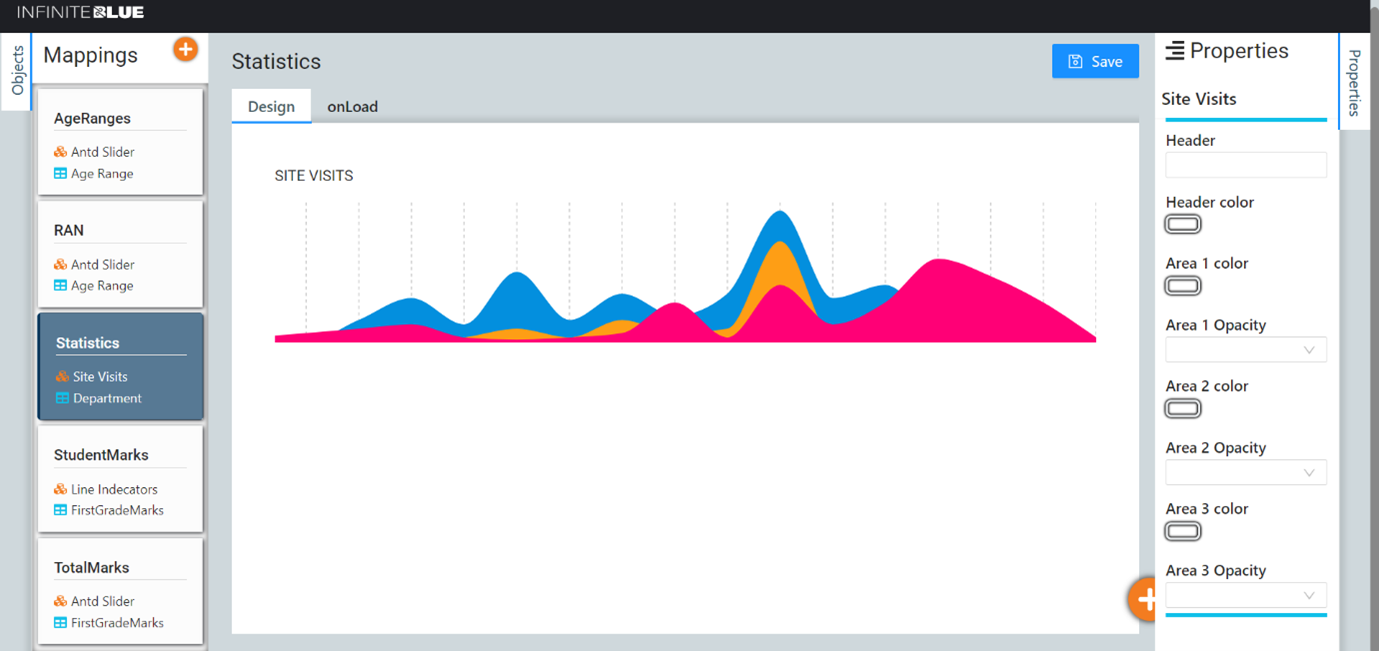 INFINITEBLUE
Objects
Mappings
AgeRanges
Antd Slider
Age Range
RAN
Antd Slider
Age Range
Statistics
Site Visits
Department
StudentMarks
Line Indecators
FirstGradeMarks
TotalMarks
Antd Slider
FirstGradeMarks
Statistics
Save
Design onLoad
SITE VISITS
Properties
Site Visits
Header
Header color
Area 1 color
Area 1 Opacity
Area 2 color
Area 2 Opacity
Area 3 color
Area 3 Opacity
Properties